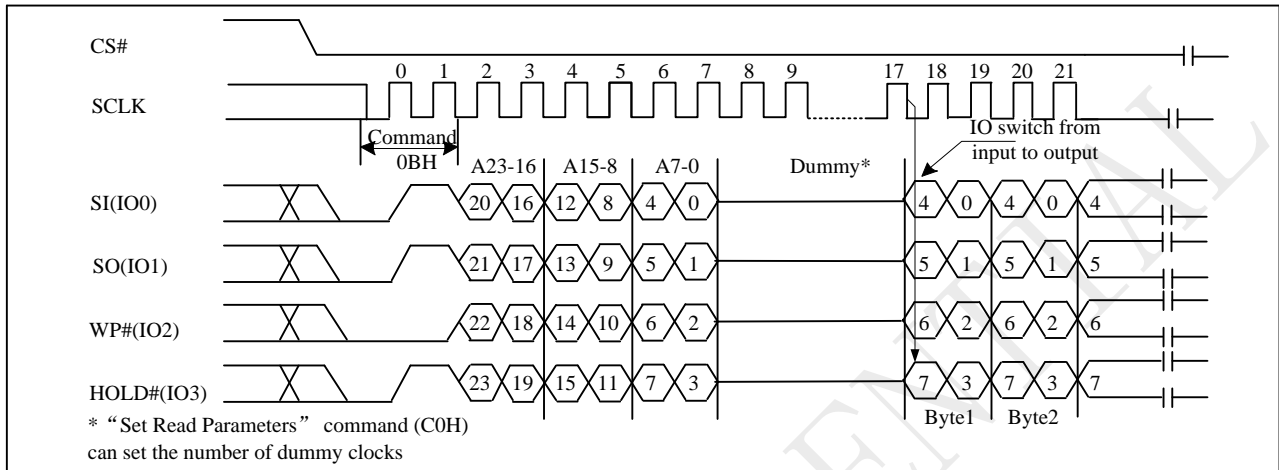 CS#
0 1 2 3 4 5 6 7 8 9 17 18 19 20 21
SCLK
Command
0BH
IO switch from
input to output
A23-16 A15-8 A7-0 Dummy*
SI(IO0) 20 16 12 8 4 0 4 0 4 0 4
SO(IO1) 21 17 13 9 5 1 5 1 5 1 5
WP#(IO2) 22 18 14 10 6 2 6 2 6 2 6
HOLD#(IO3) 23 19 15 11 7 3 7 3 7 3 7
Byte1 Byte2
* “Set Read Parameters” command (C0H)
can set the number of dummy clocks
ENTIAL